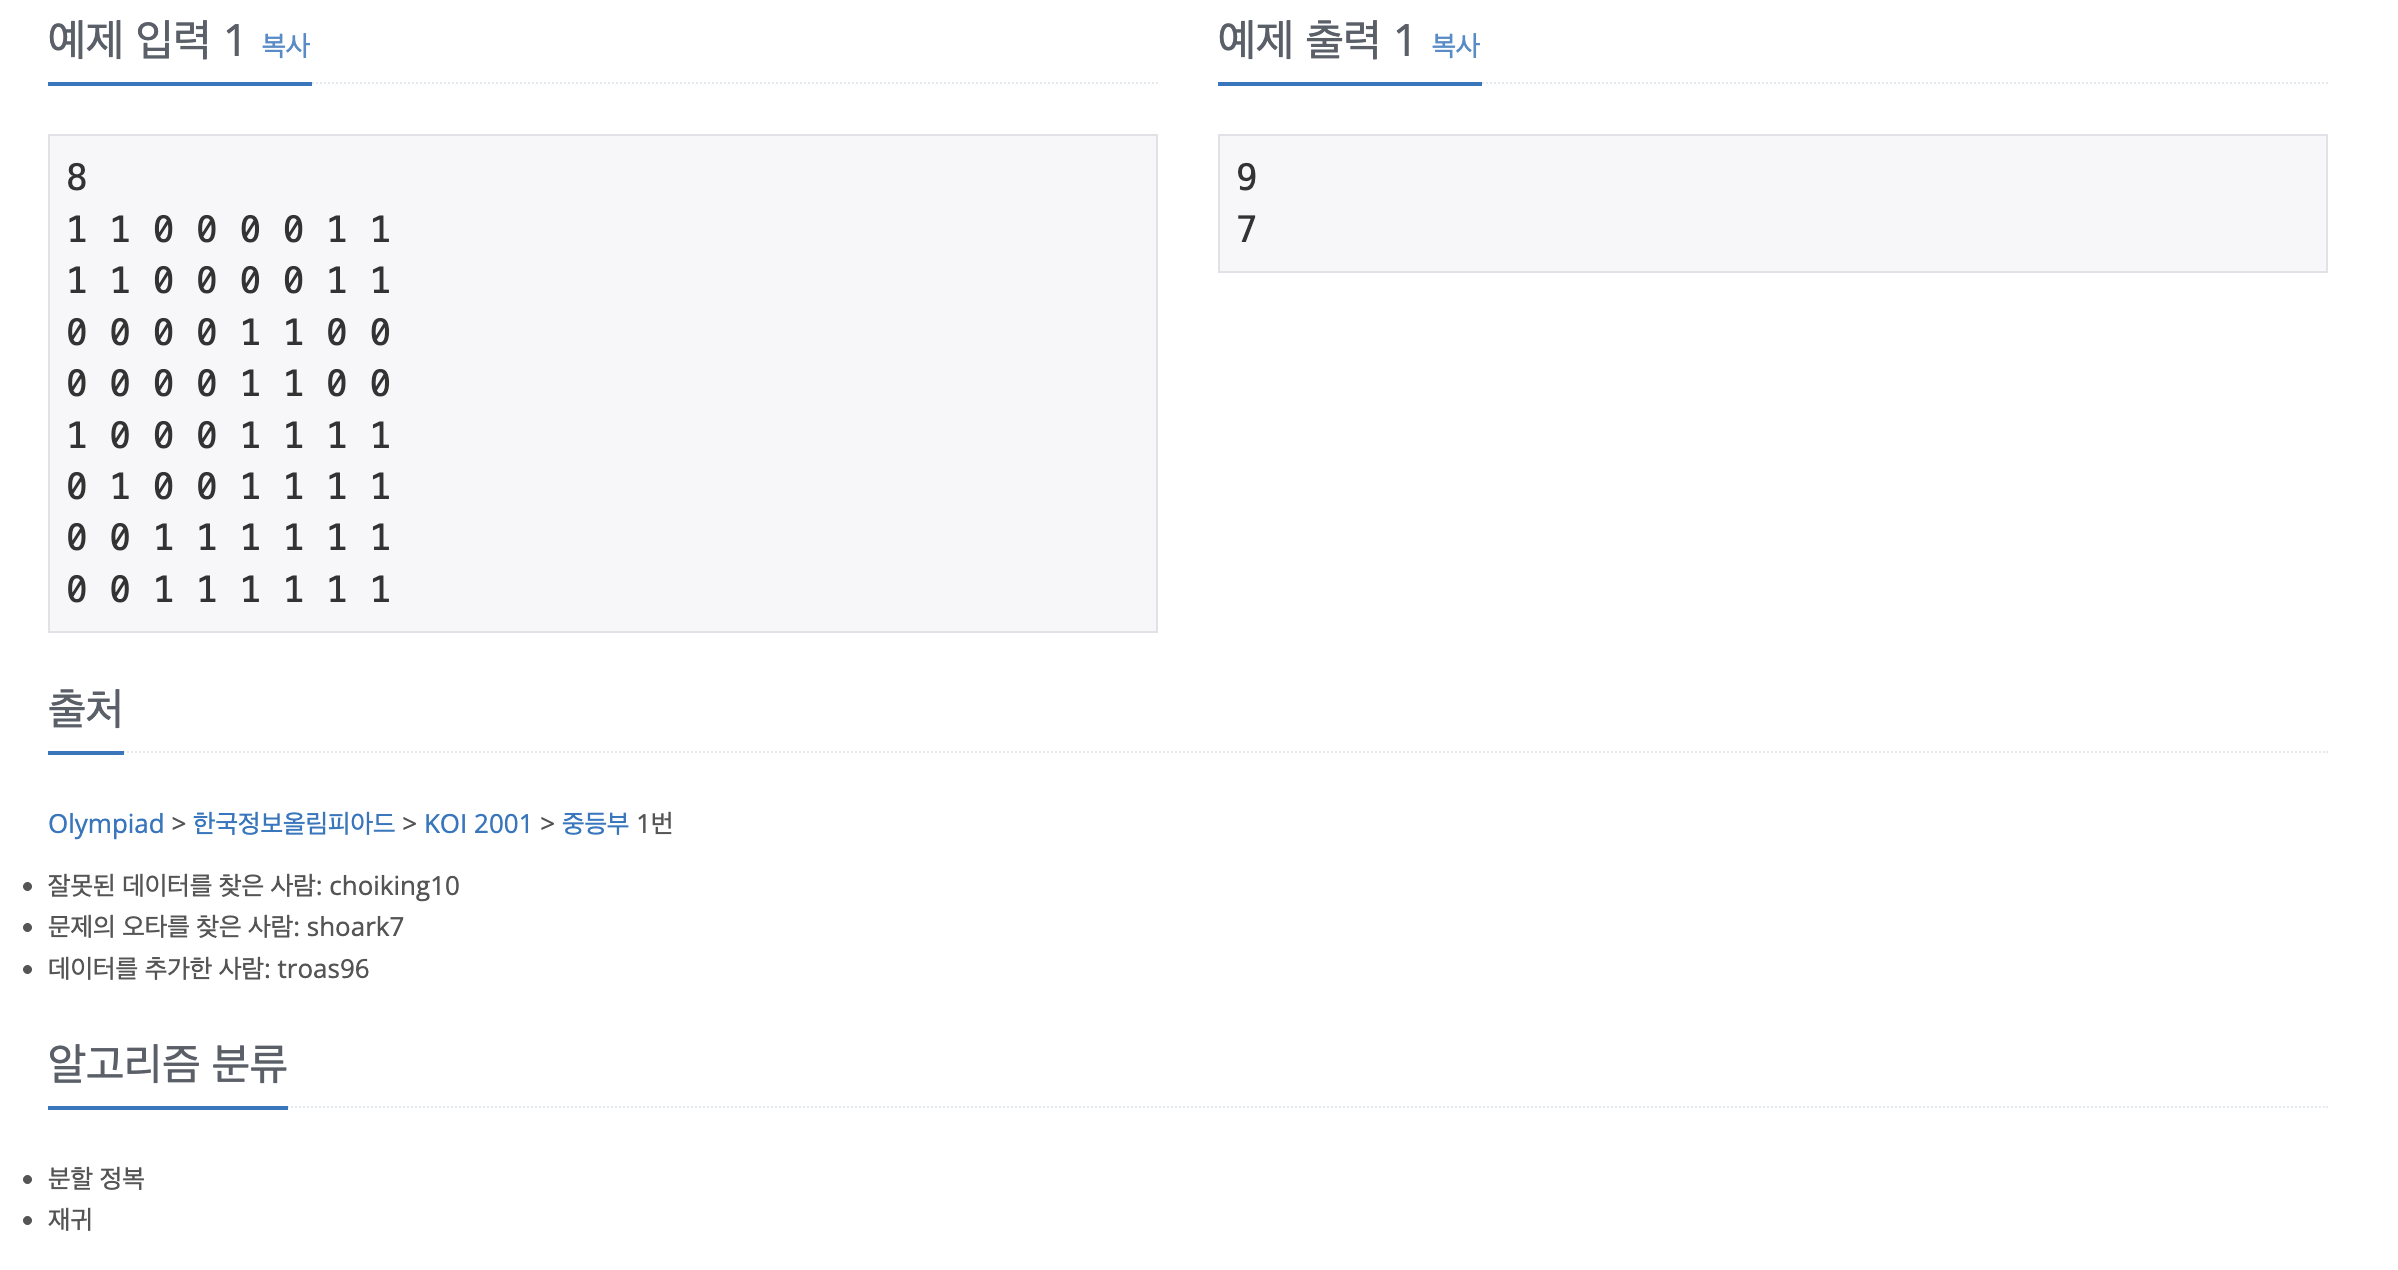 예제 입력 1 복사
8
1 1 0 0 0 0 1 1
1 1 0 0 0 0 1 1
0 0 0 0 1 1 0 0
0 0 0 0 1 1 0 0
1 0 0 0 1 1 1 1
0 1 0 0 1 1 1 1
0 0 1 1 1 1 1 1
0 0 1 1 1 1 1 1
예제 출력 1 복사
9
7
출처
Olympiad > 한국정보올림피아드 > KOI 2001 > 중등부 1번
잘못된 데이터를 찾은 사람: choiking10
문제의 오타를 찾은 사람: shoark7
데이터를 추가한 사람: troas96
알고리즘 분류
분할 정복
재귀